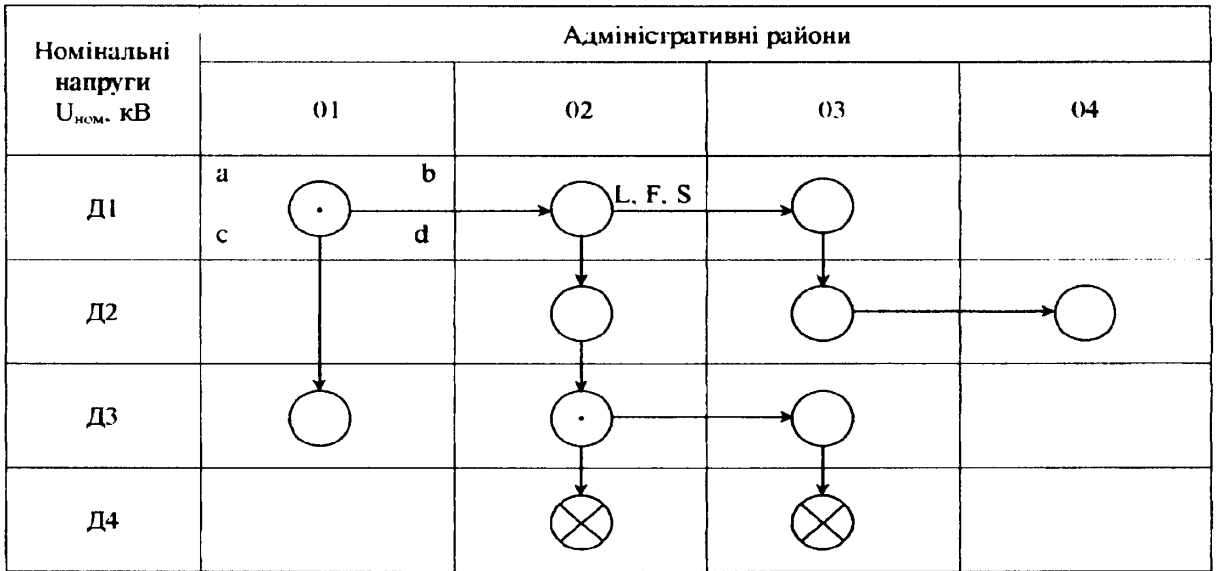 Номінальні
напруги
Uном. кВ
Адміністративні райони
01
02
03
04
Д1
a
b
c
d
L. F. S
Д2
Д3
Д4